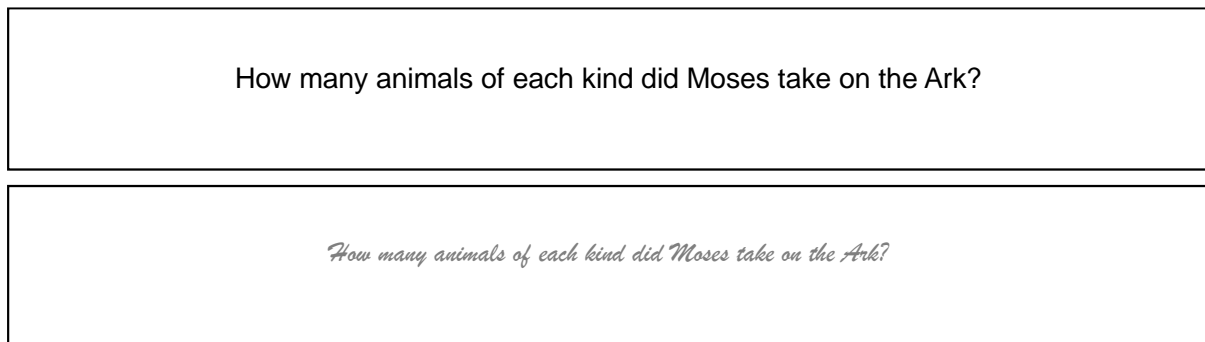 How many animals of each kind did Moses take on the Ark?
How many animals of each kind did Moses take on the Ark?